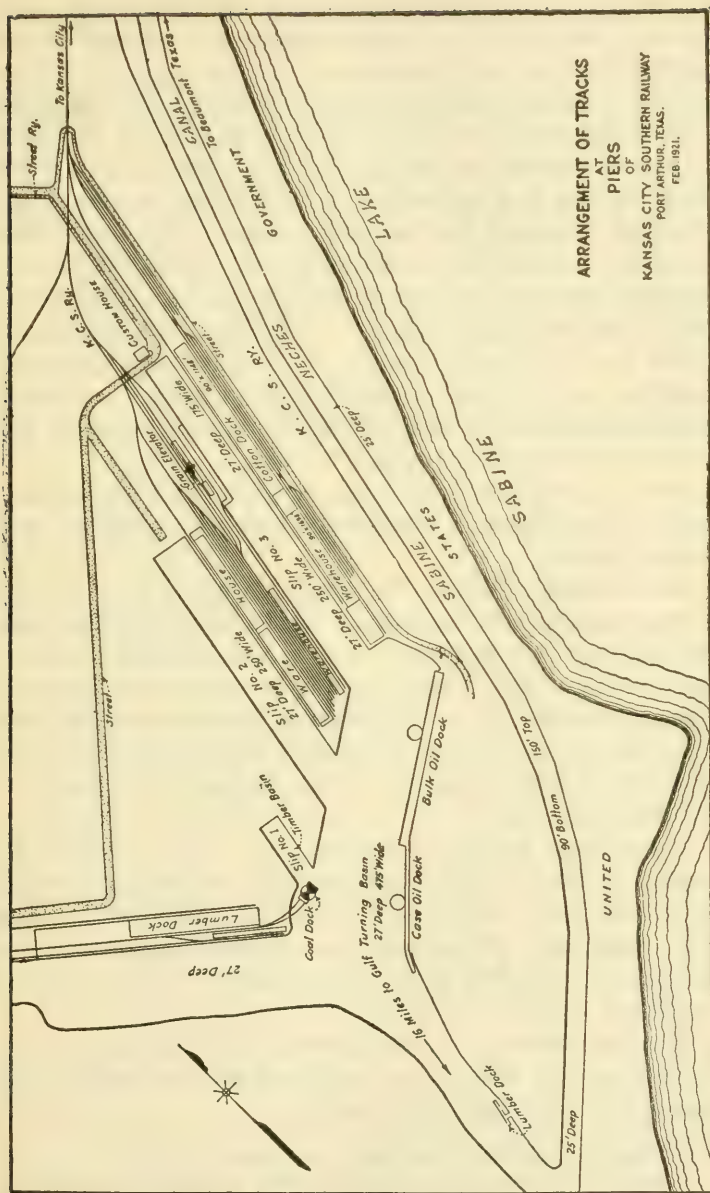 ARRANGEMENT OF TRACKS
AT
PIERS
OF
KANSAS CITY SOUTHERN RAILWAY
PORT ARTHUR, TEXAS.
FEB. 1921.
Street Ry.
To Kansas City
K. C. S. Ry.
Custom House
CANAL
To Beaumont Texas
GOVERNMENT
LAKE
SABINE
NECHES
25' Deep
K. C. S. RY.
SABINE
STATES
UNITED
Street
27' Deep 175' Wide
Cotton Dock
Grain Elevator
Slip No. 3
27' Deep 250' Wide
Warehouse
Ware House
Warehouse
Slip No. 2
27' Deep 250' Wide
Street
Slip No. 1
Timber Basin
Lumber Dock
Coal Dock
27' Deep
Bulk Oil Dock
Case Oil Dock
Turning Basin
27' Deep 475' Wide
16 Miles to Gulf
150' Top
90' Bottom
Lumber Dock
25' Deep